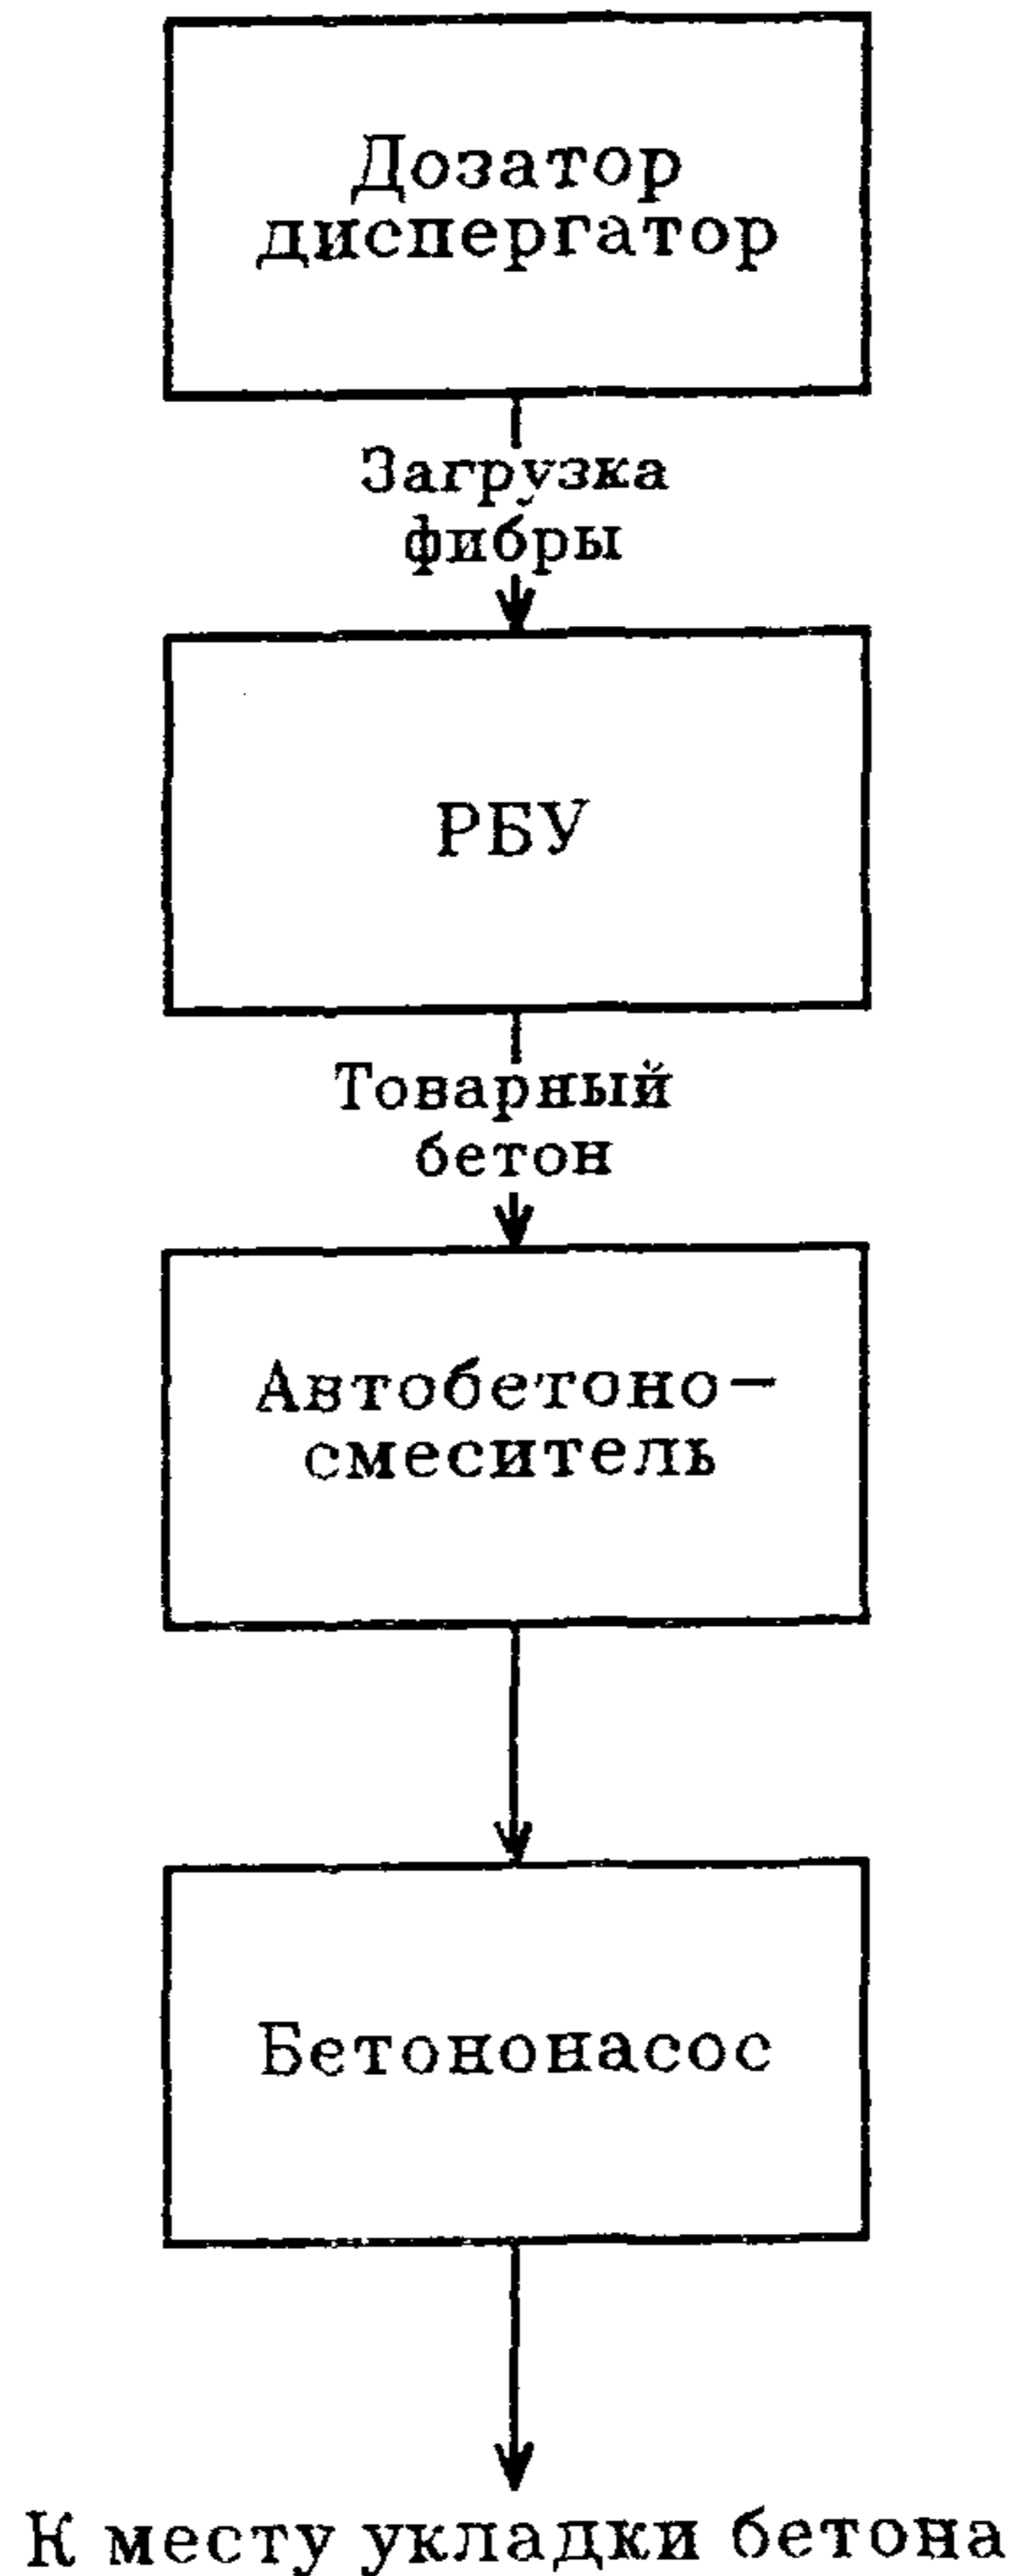 Дозатор
диспергатор
Загрузка
фибры
РБУ
Товарный
бетон
Автобетоно-
смеситель
Бетононасос
К месту укладки бетона